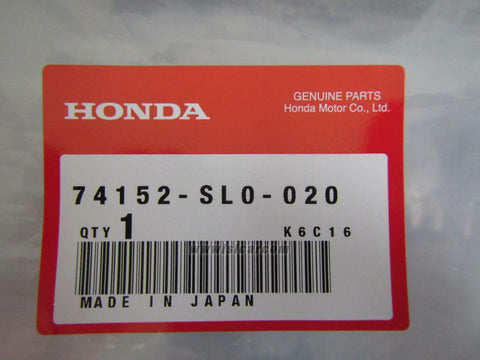 HONDA
GENUINE PARTS
Honda Motor Co., Ltd.
74152-SL0-020
QTY 1 K6C16
MADE IN JAPAN